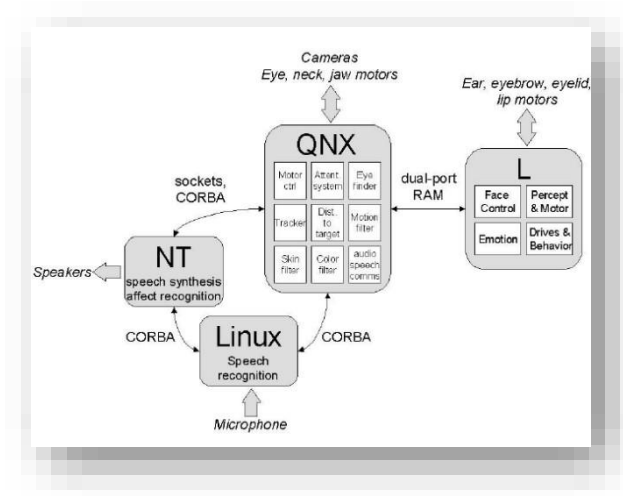 Cameras
Eye, neck, jaw motors
Ear, eyebrow, eyelid,
lip motors
QNX
Motor
ctrl
Attent.
system
Eye
finder
Tracker
Dist.
to
target
Motion
filter
Skin
filter
Color
filter
audio
speech
comms
sockets,
CORBA
dual-port
RAM
L
Face
Control
Percept
& Motor
Emotion
Drives &
Behavior
NT
speech synthesis
affect recognition
Speakers
CORBA
Linux
Speech
recognition
CORBA
Microphone